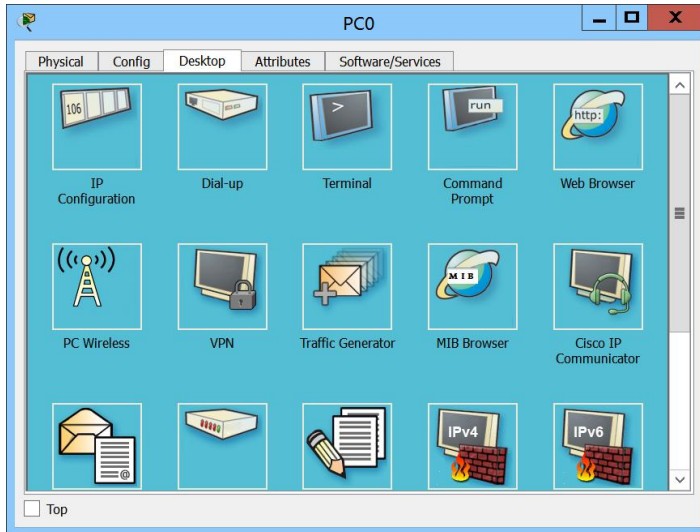 PC0
Physical
Config
Desktop
Attributes
Software/Services
106
>
run
http:
IP
Configuration
Dial-up
Terminal
Command
Prompt
Web Browser
MIB
PC Wireless
VPN
Traffic Generator
MIB Browser
Cisco IP
Communicator
@
IPv4
IPv6
Top